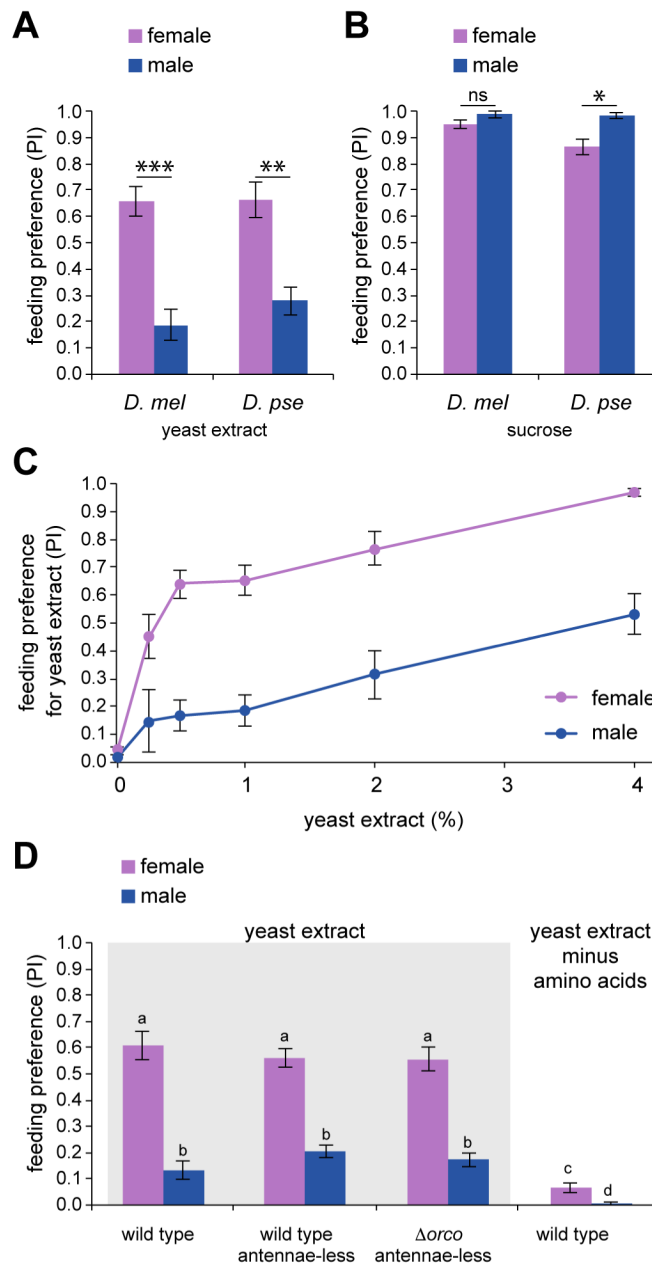 A
female
male
feeding preference (PI)
1.0
0.9
0.8
0.7
0.6
0.5
0.4
0.3
0.2
0.1
0.0
***
**
D. mel
D. pse
yeast extract
B
female
male
feeding preference (PI)
1.0
0.9
0.8
0.7
0.6
0.5
0.4
0.3
0.2
0.1
0.0
ns
*
D. mel
D. pse
sucrose
C
feeding preference
for yeast extract (PI)
1.0
0.9
0.8
0.7
0.6
0.5
0.4
0.3
0.2
0.1
0.0
female
male
0 1 2 3 4
yeast extract (%)
D
female
male
feeding preference (PI)
1.0
0.9
0.8
0.7
0.6
0.5
0.4
0.3
0.2
0.1
0.0
yeast extract
yeast extract
minus
amino acids
a
b
a
b
a
b
c
d
wild type
wild type
antennae-less
Δorco
antennae-less
wild type